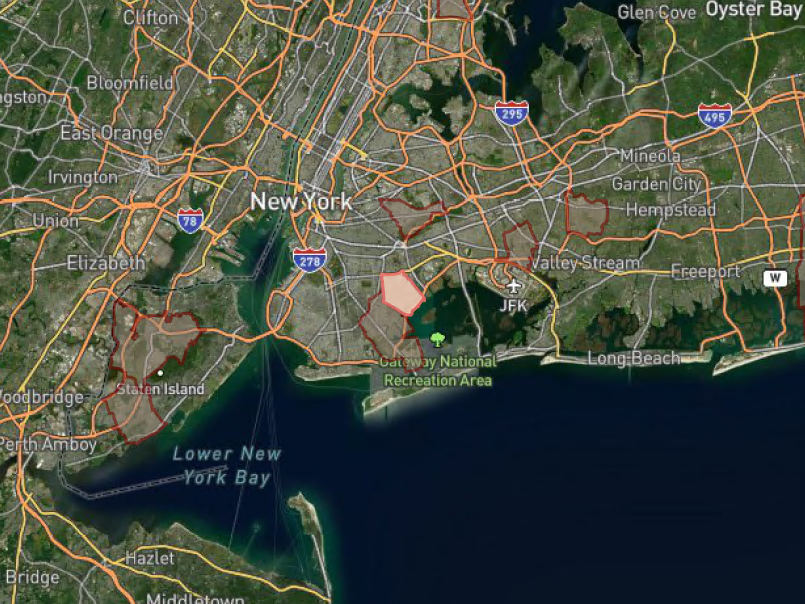 Clifton
Glen Cove
Oyster Bay
Bloomfield
ngston
295
495
East Orange
Mineola
Irvington
Garden City
New York
Hempstead
78
Union
278
Elizabeth
Valley Stream
Freeport
W
JFK
Gateway National
Recreation Area
Long Beach
Staten Island
Woodbridge
Perth Amboy
Lower New
York Bay
Hazlet
Bridge
Middletown